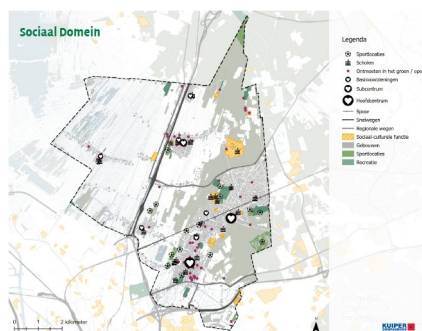 Sociaal Domein
Legenda
Sportlocaties
Scholen
Ontmoeten in het groen / ope
Basisvoorzieningen
Subcentrum
Hoofdcentrum
Spoor
Snelwegen
Regionale wegen
Sociaal-culturele functie
Gebouwen
Sportlocaties
Recreatie
0 1 2 kilometer
N
KUIPER